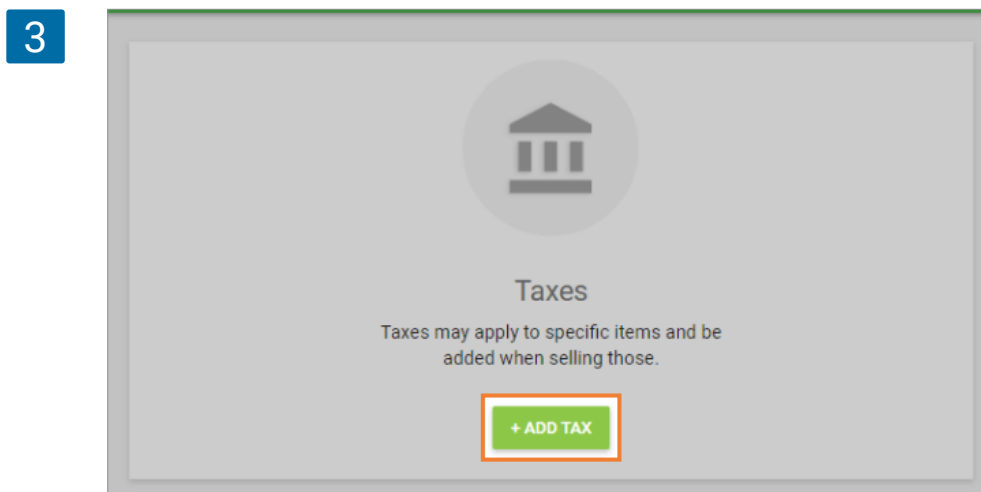 3
Taxes
Taxes may apply to specific items and be
added when selling those.
+ ADD TAX